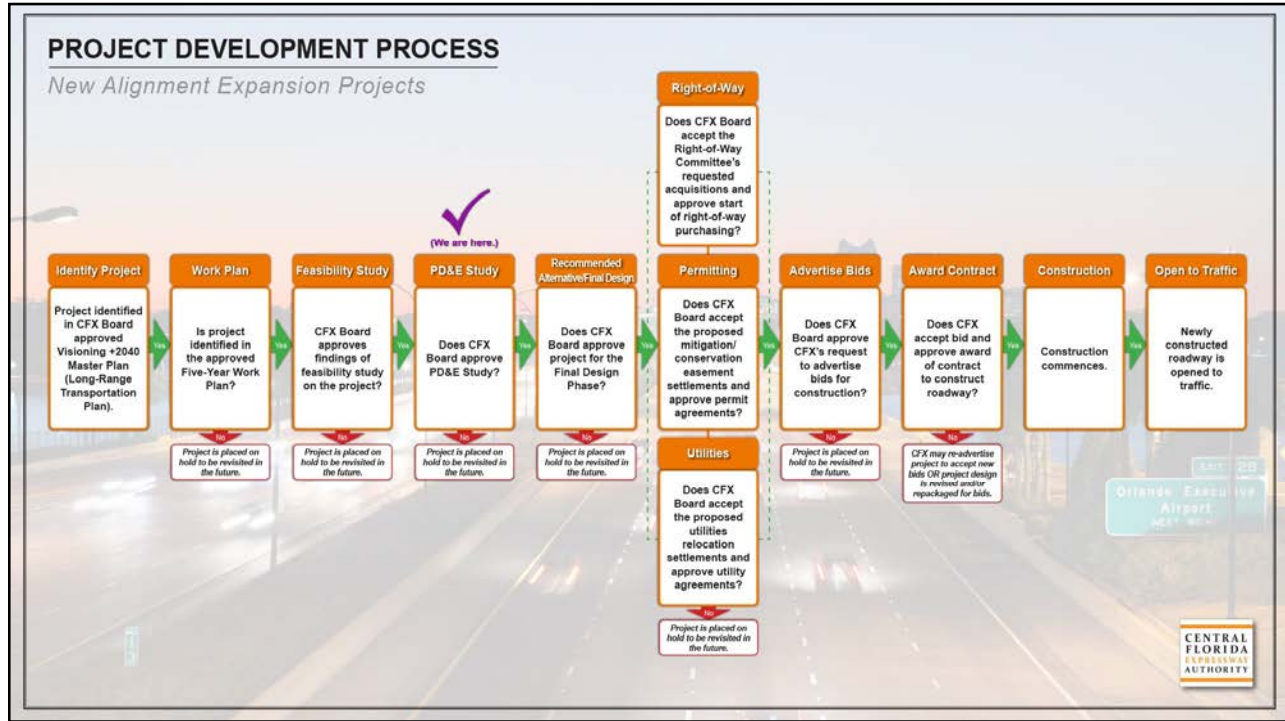 PROJECT DEVELOPMENT PROCESS
New Alignment Expansion Projects
Identify Project
Project identified
in CFX Board
approved
Visioning +2040
Master Plan
(Long-Range
Transportation
Plan).
Yes
Work Plan
Is project
identified in
the approved
Five-Year Work
Plan?
No
Project is placed on
hold to be revisited in
the future.
Yes
Feasibility Study
CFX Board
approves
findings of
feasibility study
on the project?
No
Project is placed on
hold to be revisited in
the future.
Yes
(We are here.)
PD&E Study
Does CFX
Board approve
PD&E Study?
No
Project is placed on
hold to be revisited in
the future.
Yes
Recommended
Alternative/Final Design
Does CFX
Board approve
project for the
Final Design
Phase?
No
Project is placed on
hold to be revisited in
the future.
Yes
Right-of-Way
Does CFX Board
accept the
Right-of-Way
Committee's
requested
acquisitions and
approve start
of right-of-way
purchasing?
Permitting
Does CFX
Board accept
the proposed
mitigation/
conservation
easement
settlements and
approve permit
agreements?
Utilities
Does CFX
Board accept
the proposed
utilities
relocation
settlements and
approve utility
agreements?
No
Project is placed on
hold to be revisited in
the future.
Yes
Advertise Bids
Does CFX
Board approve
CFX's request
to advertise
bids for
construction?
No
Project is placed on
hold to be revisited in
the future.
Yes
Award Contract
Does CFX
accept bid and
approve award
of contract
to construct
roadway?
No
CFX may re-advertise
project to accept new
bids OR project design
is revised and/or
repackaged for bids.
Yes
Construction
Construction
commences.
Yes
Open to Traffic
Newly
constructed
roadway is
opened to
traffic.
EXIT 2B
Orlando Executive
Airport
CENTRAL
FLORIDA
EXPRESSWAY
AUTHORITY